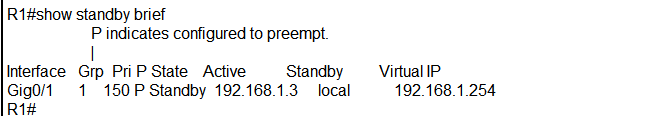 R1#show standby brief
P indicates configured to preempt.
|
Interface Grp Pri P State Active Standby Virtual IP
Gig0/1 1 150 P Standby 192.168.1.3 local 192.168.1.254
R1#